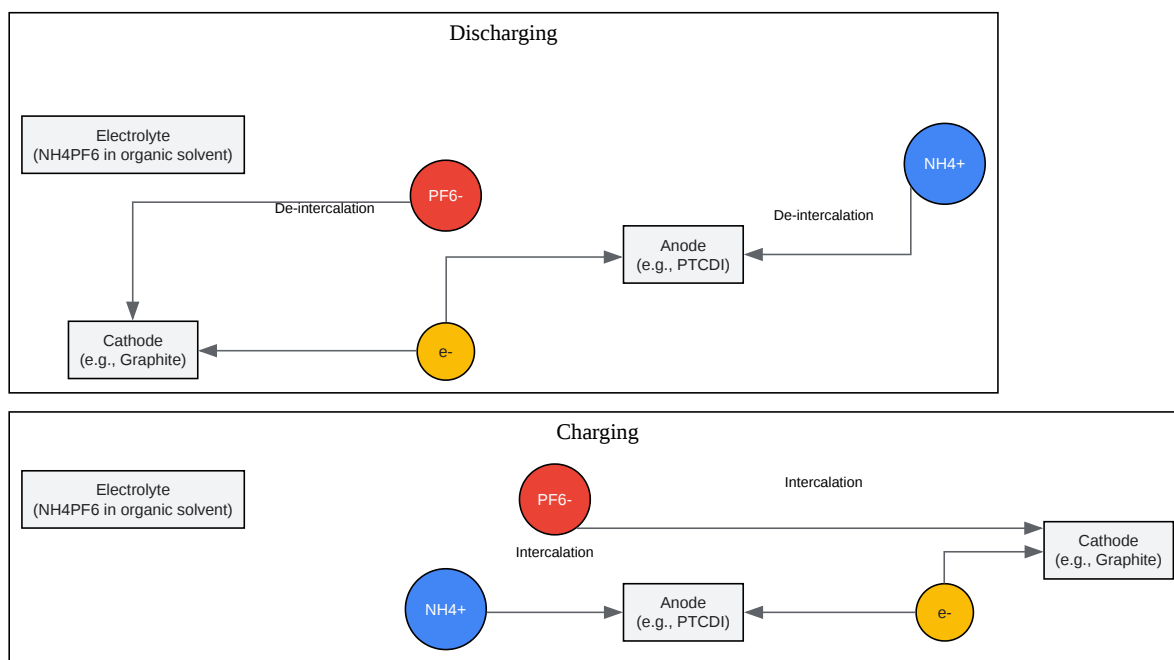 Discharging
Electrolyte
(NH4PF6 in organic solvent)
PF6-
NH4+
De-intercalation
De-intercalation
Anode
(e.g., PTCDI)
Cathode
(e.g., Graphite)
e-
Charging
Electrolyte
(NH4PF6 in organic solvent)
PF6-
Intercalation
Intercalation
Cathode
(e.g., Graphite)
NH4+
Anode
(e.g., PTCDI)
e-